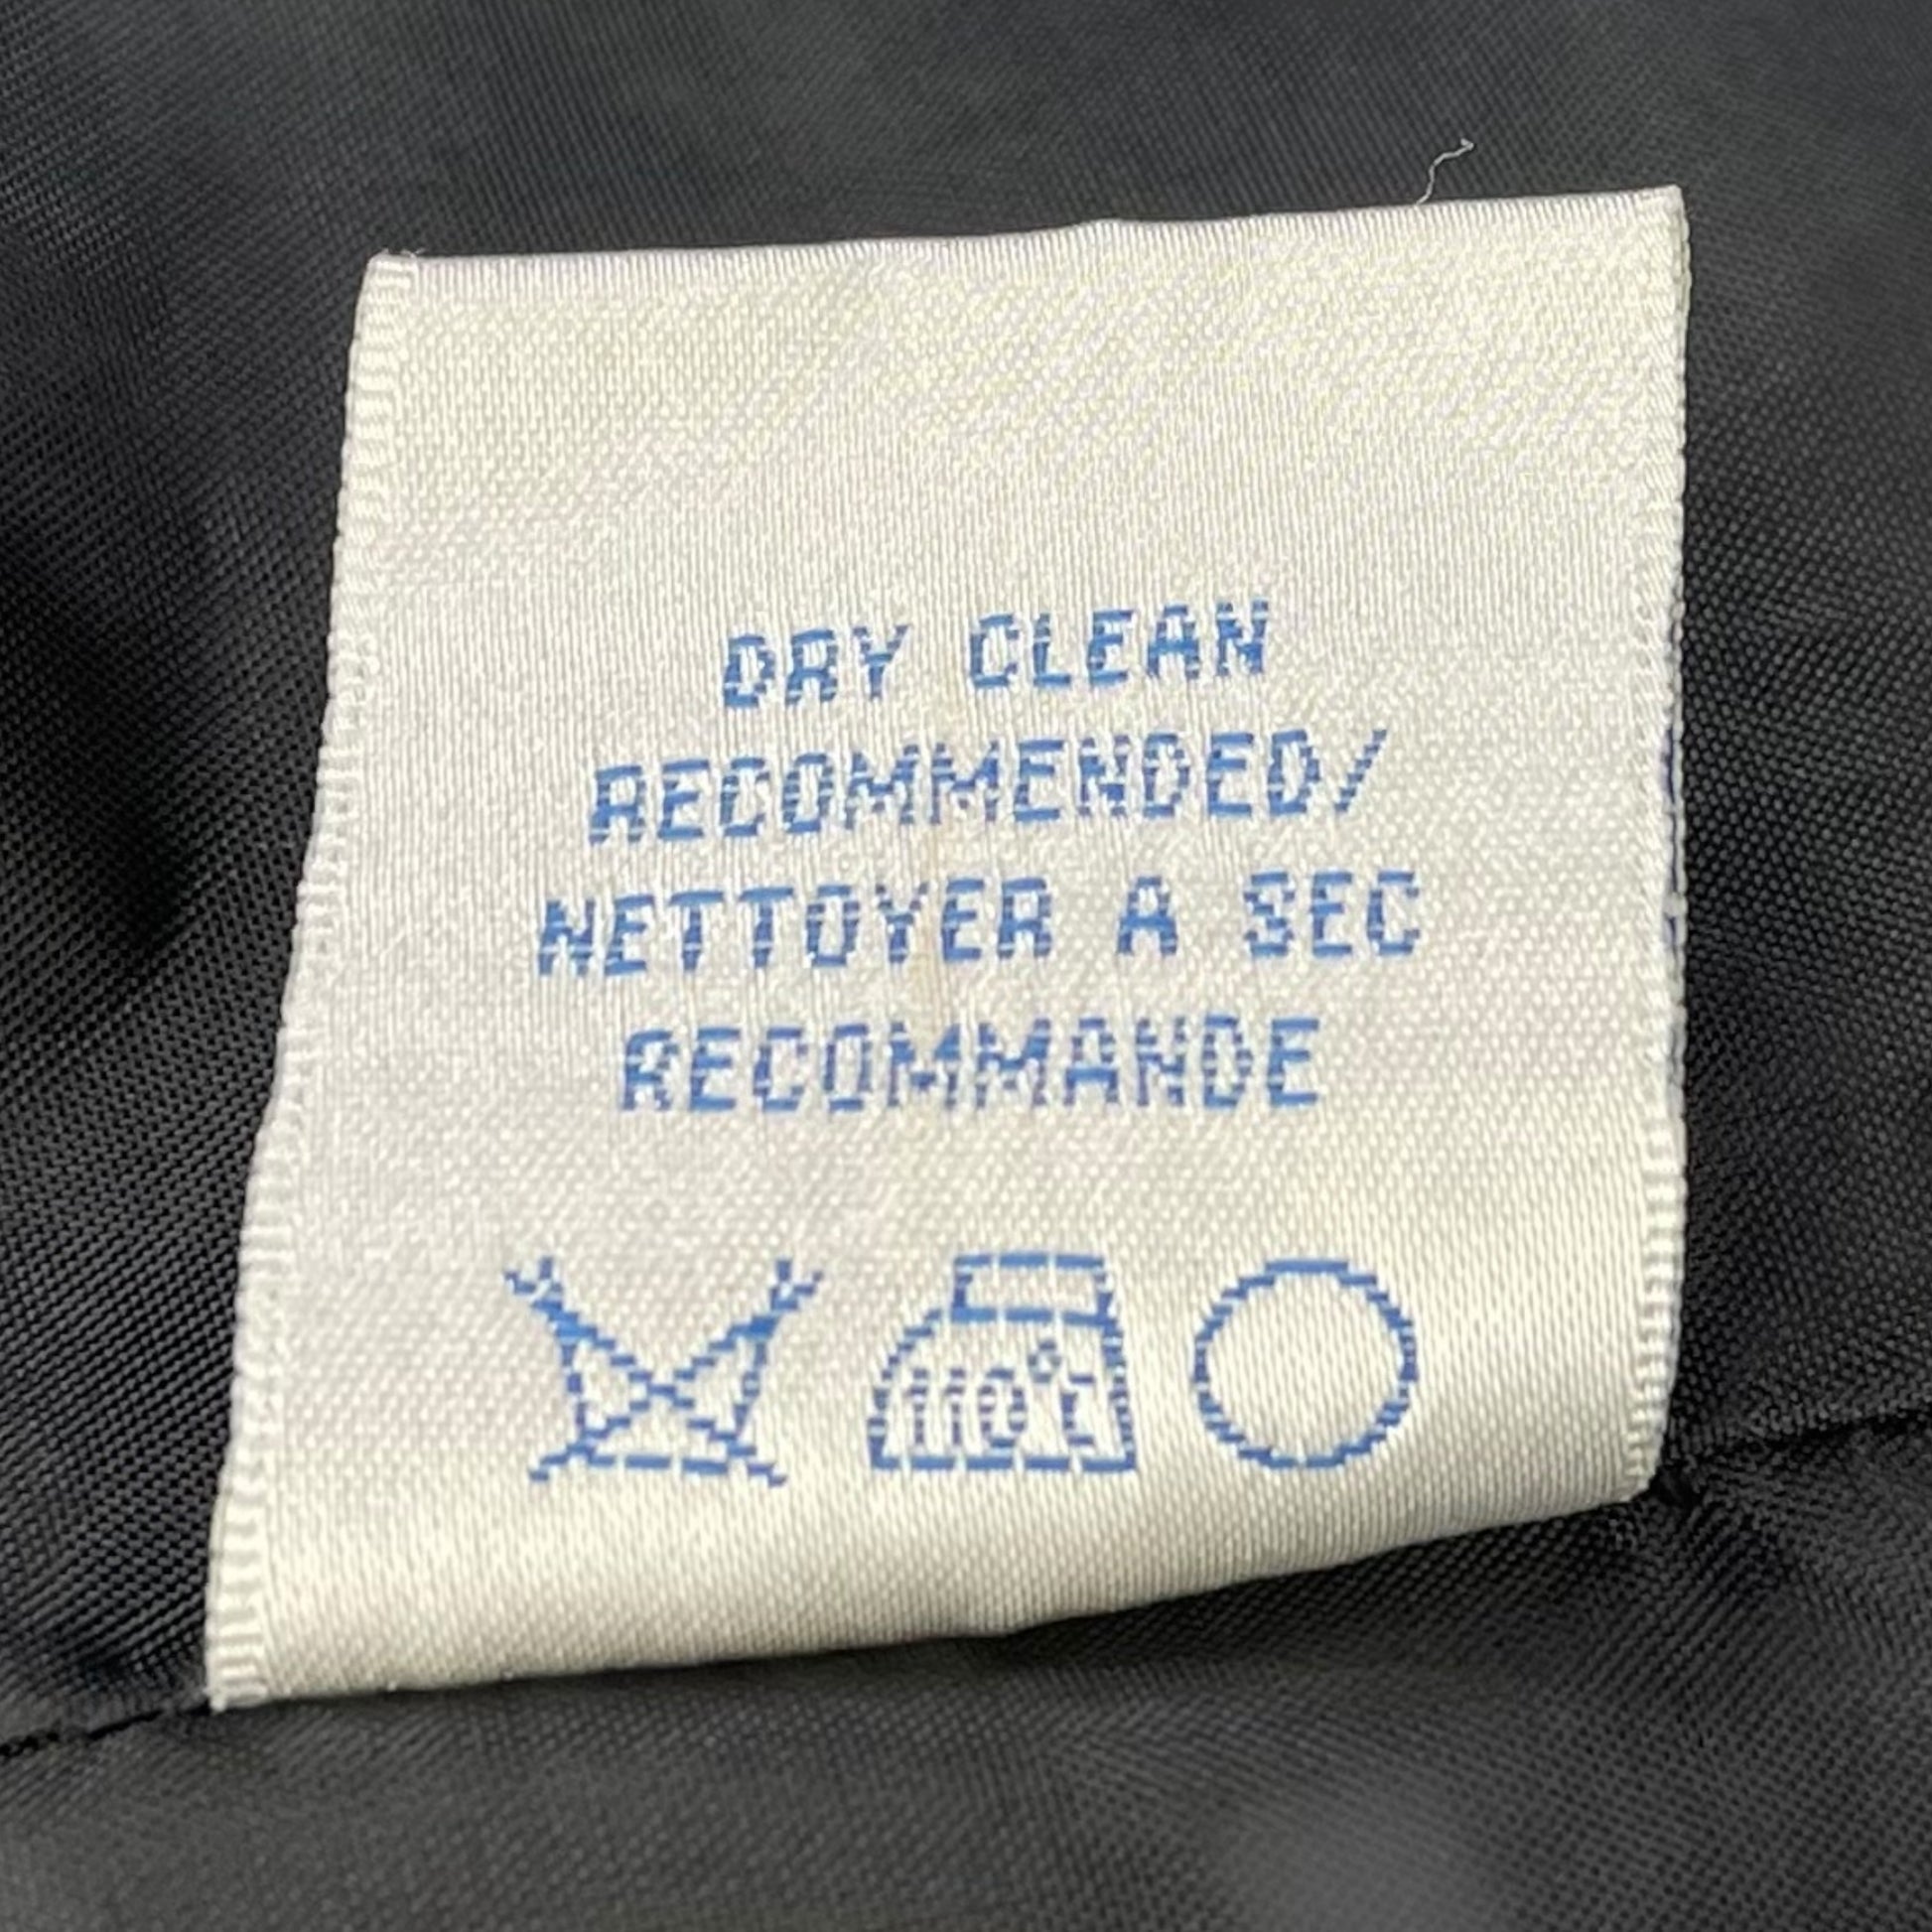 DRY CLEAN
RECOMMENDED/
NETTOYER A SEC
RECOMMANDE
110°C